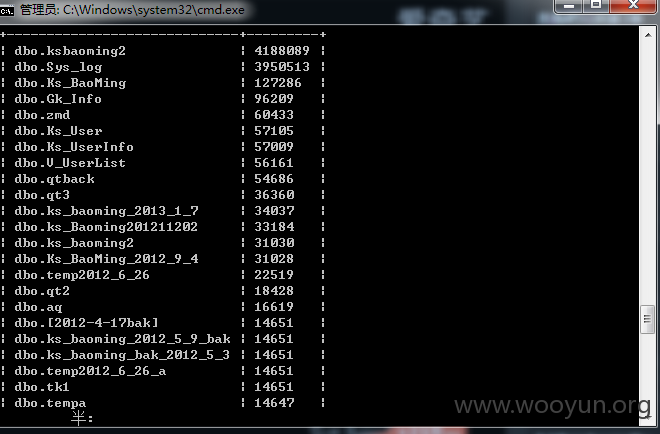 管理员: C:\Windows\system32\cmd.exe
+------------------------------+----------+
| dbo.ksbaoming2 | 4188089 |
| dbo.Sys_log | 3950513 |
| dbo.Ks_BaoMing | 127286 |
| dbo.Gk_Info | 96209 |
| dbo.zmd | 60433 |
| dbo.Ks_User | 57105 |
| dbo.Ks_UserInfo | 57009 |
| dbo.V_UserList | 56161 |
| dbo.qtback | 54686 |
| dbo.qt3 | 36360 |
| dbo.ks_baoming_2013_1_7 | 34037 |
| dbo.ks_Baoming201211202 | 33184 |
| dbo.ks_baoming2 | 31030 |
| dbo.Ks_BaoMing_2012_9_4 | 31028 |
| dbo.temp2012_6_26 | 22519 |
| dbo.qt2 | 18428 |
| dbo.aq | 16619 |
| dbo.[2012-4-17bak] | 14651 |
| dbo.ks_baoming_2012_5_9_bak | 14651 |
| dbo.ks_baoming_bak_2012_5_3 | 14651 |
| dbo.temp2012_6_26_a | 14651 |
| dbo.tk1 | 14651 |
| dbo.tempa | 14647 |
半:
www.wooyun.org